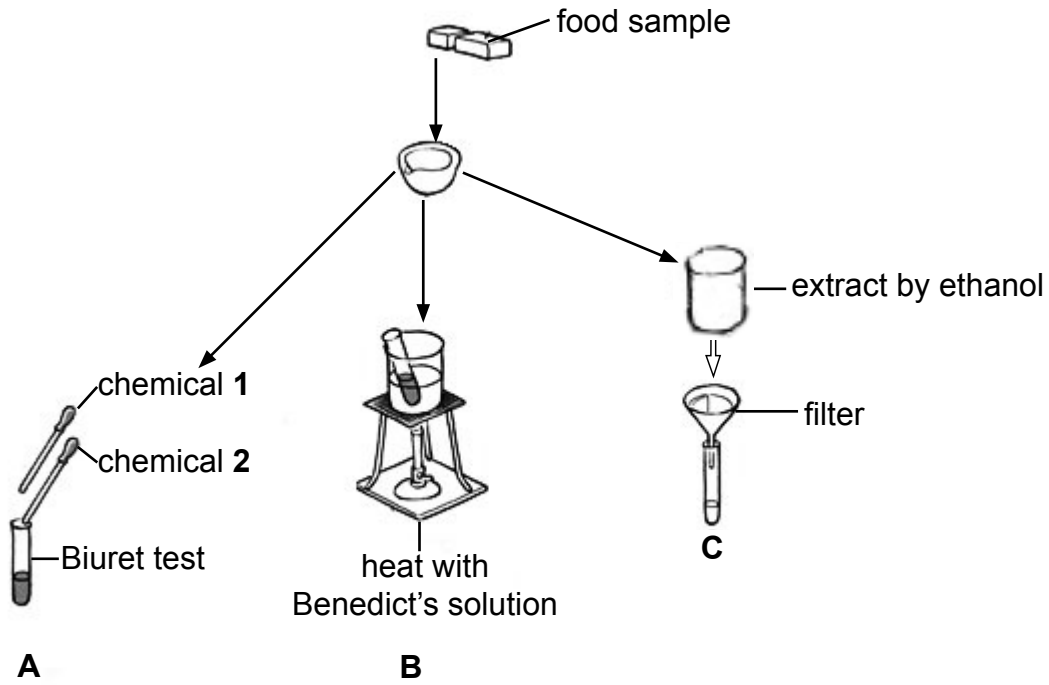 food sample
extract by ethanol
chemical 1
filter
chemical 2
C
Biuret test
heat with
Benedict's solution
A
B